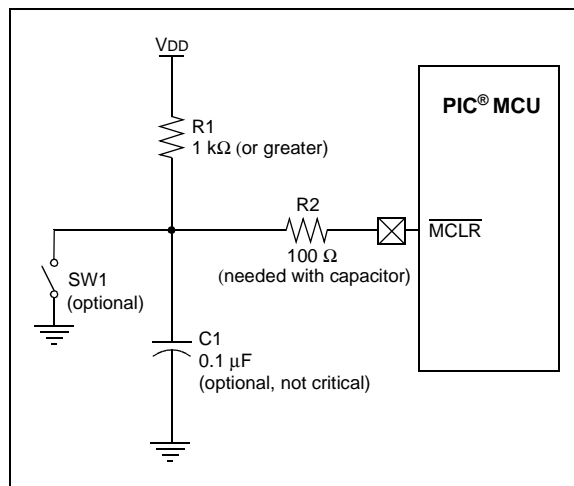 VDD
PIC® MCU
R1
1 kΩ (or greater)
R2
MCLR
100 Ω
(needed with capacitor)
SW1
(optional)
C1
0.1 μF
(optional, not critical)